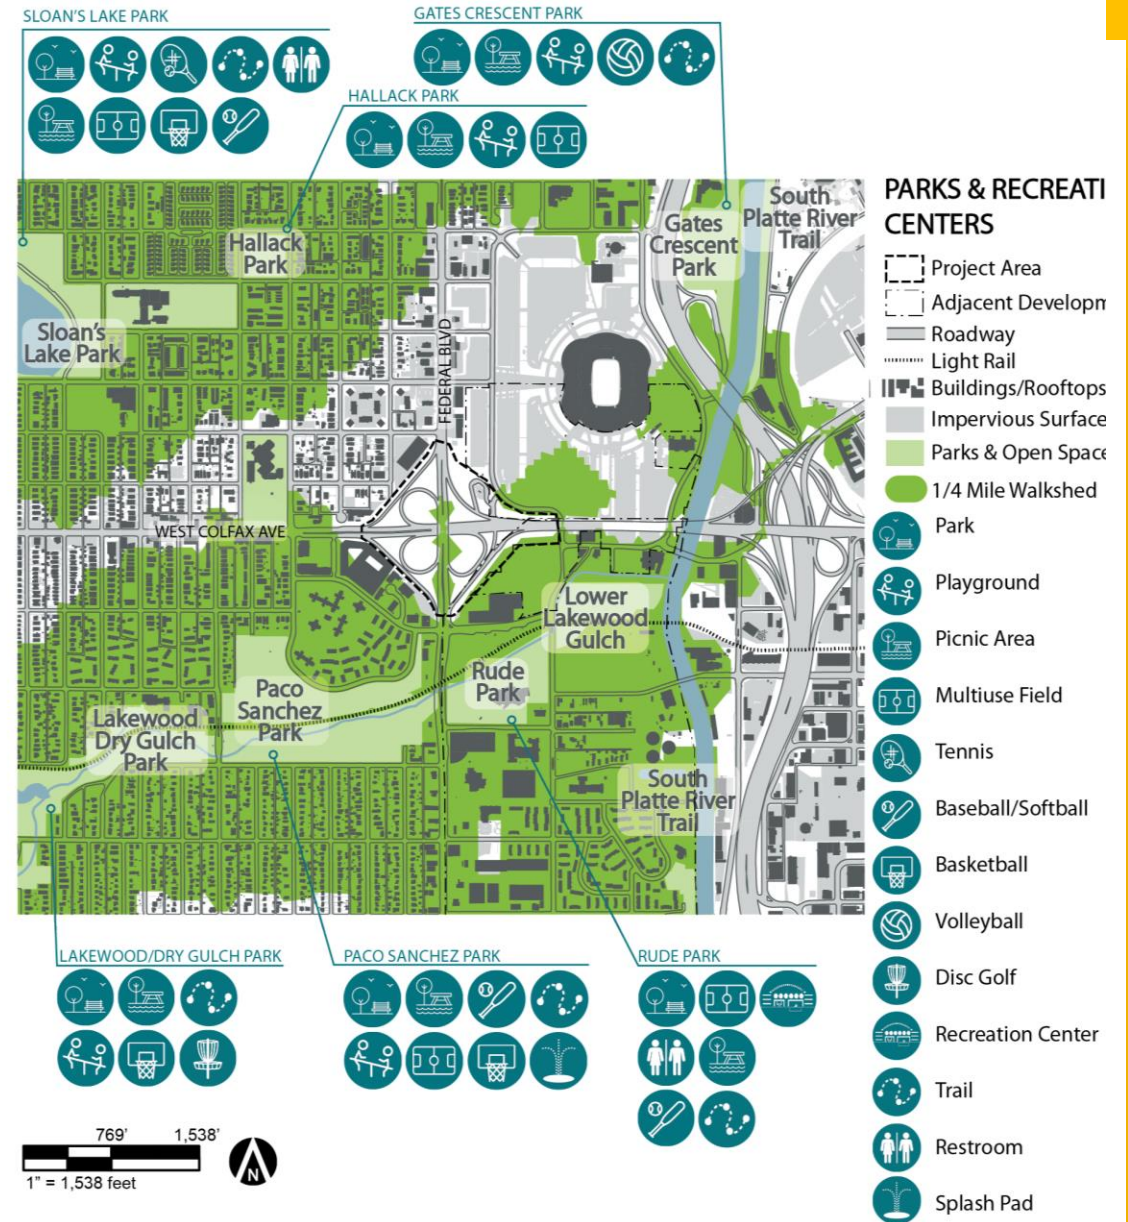 SLOAN'S LAKE PARK
GATES CRESCENT PARK
HALLACK PARK
PARKS & RECREATI
CENTERS
Project Area
Adjacent Developm
Roadway
Light Rail
Buildings/Rooftops
Impervious Surface
Parks & Open Space
1/4 Mile Walkshed
Park
Playground
Picnic Area
Multiuse Field
Tennis
Baseball/Softball
Basketball
Volleyball
Disc Golf
Recreation Center
Trail
Restroom
Splash Pad
South
Platte River
Trail
Gates
Crescent
Park
Hallack
Park
Sloan's
Lake Park
FEDERAL BLVD
WEST COLFAX AVE
Lower
Lakewood
Gulch
Rude
Park
Paco
Sanchez
Park
Lakewood
Dry Gulch
Park
South
Platte River
Trail
LAKEWOOD/DRY GULCH PARK
PACO SANCHEZ PARK
RUDE PARK
769' 1,538'
1" = 1,538 feet
N